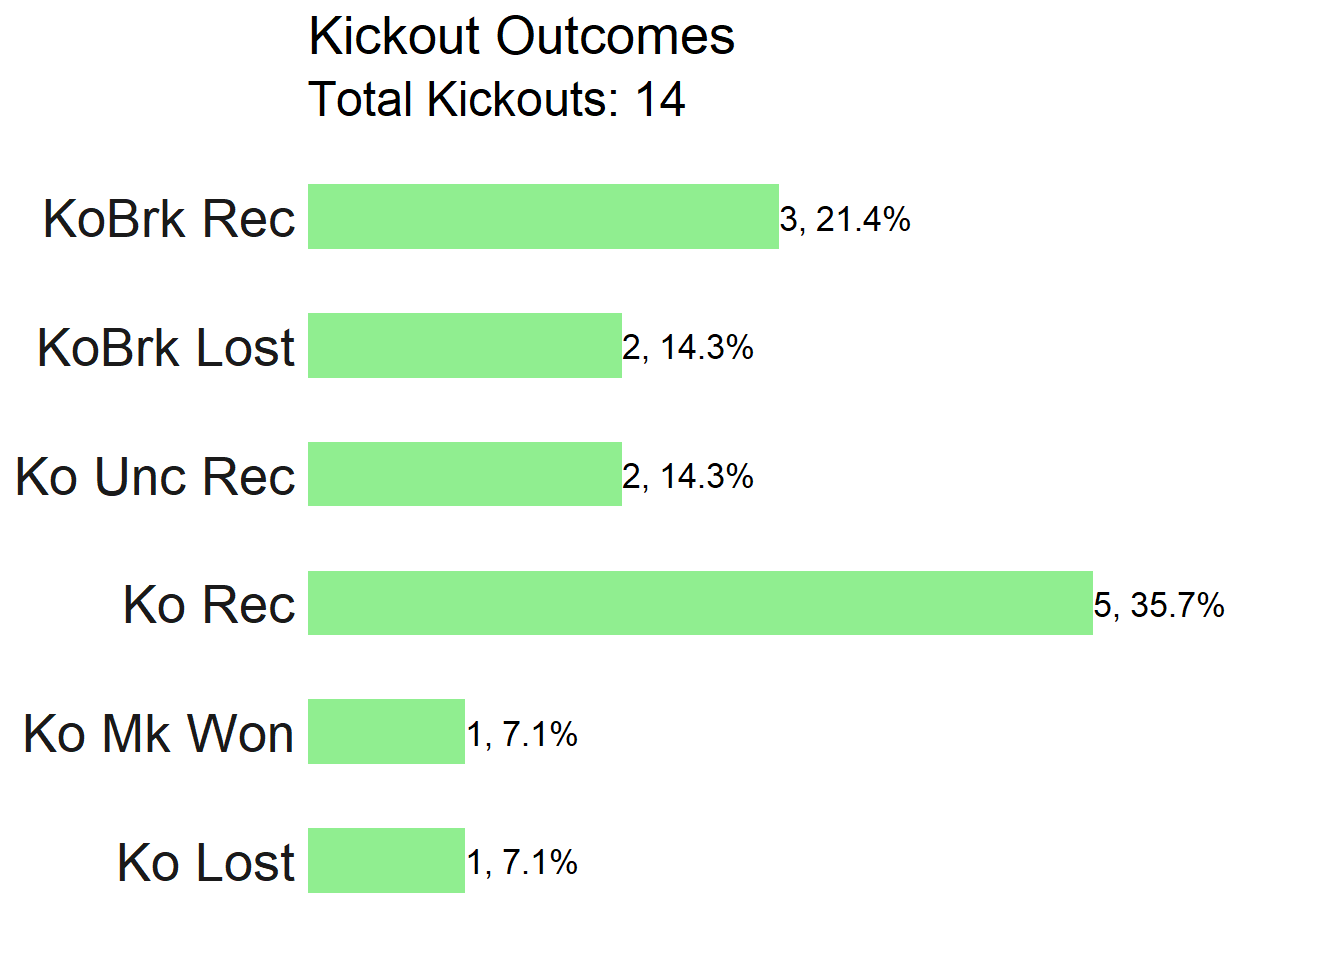 Kickout Outcomes
Total Kickouts: 14
KoBrk Rec 3, 21.4%
KoBrk Lost 2, 14.3%
Ko Unc Rec 2, 14.3%
Ko Rec 5, 35.7%
Ko Mk Won 1, 7.1%
Ko Lost 1, 7.1%